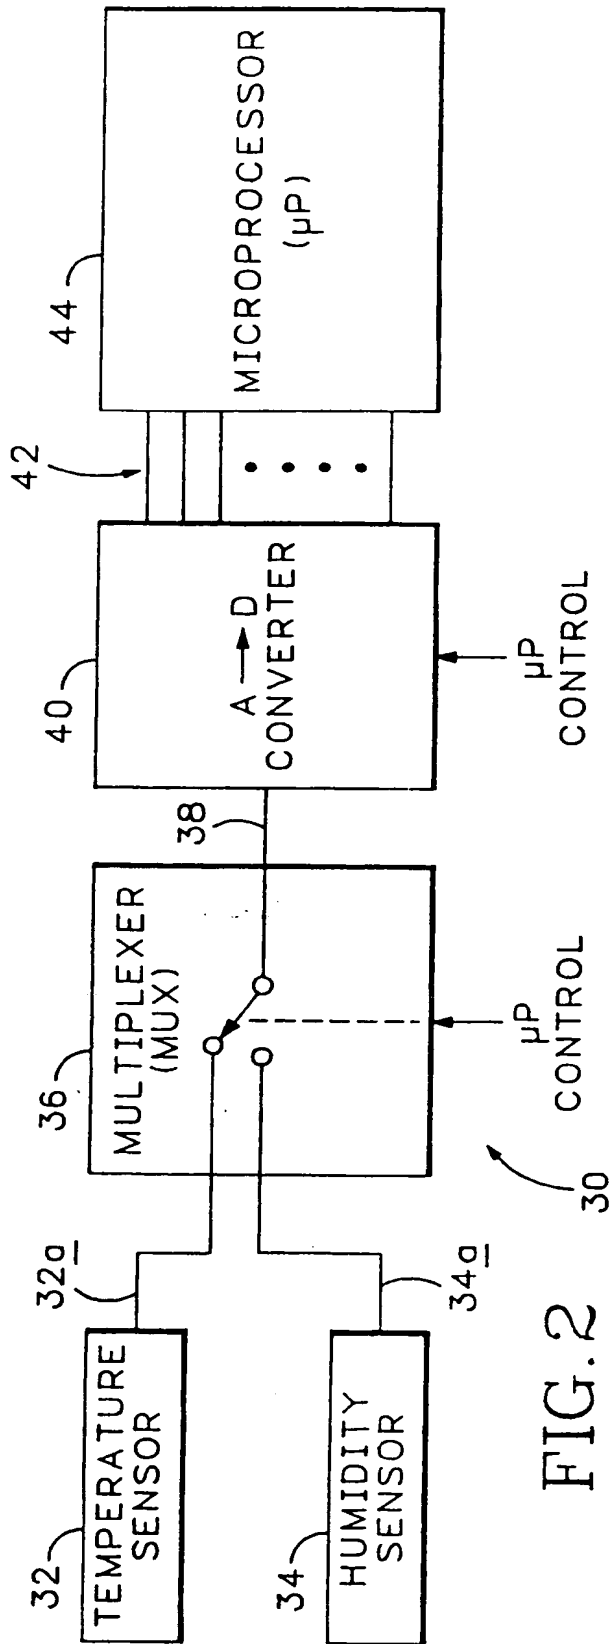 32
TEMPERATURE
SENSOR
32a
34
HUMIDITY
SENSOR
34a
36
MULTIPLEXER
(MUX)
µP
CONTROL
30
38
40
A → D
CONVERTER
µP
CONTROL
42
44
MICROPROCESSOR
(µP)
FIG. 2